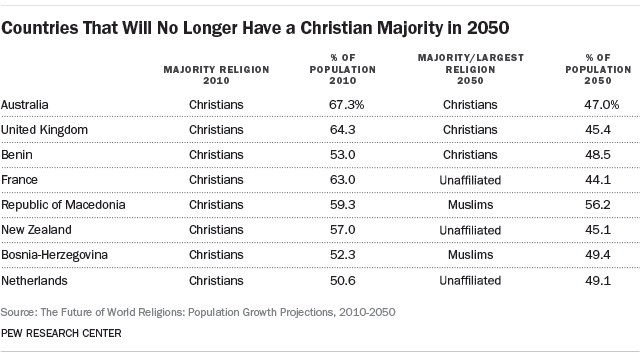 Countries That Will No Longer Have a Christian Majority in 2050
MAJORITY RELIGION 2010 % OF POPULATION 2010 MAJORITY/LARGEST RELIGION 2050 % OF POPULATION 2050
Australia Christians 67.3% Christians 47.0%
United Kingdom Christians 64.3 Christians 45.4
Benin Christians 53.0 Christians 48.5
France Christians 63.0 Unaffiliated 44.1
Republic of Macedonia Christians 59.3 Muslims 56.2
New Zealand Christians 57.0 Unaffiliated 45.1
Bosnia-Herzegovina Christians 52.3 Muslims 49.4
Netherlands Christians 50.6 Unaffiliated 49.1
Source: The Future of World Religions: Population Growth Projections, 2010-2050
PEW RESEARCH CENTER